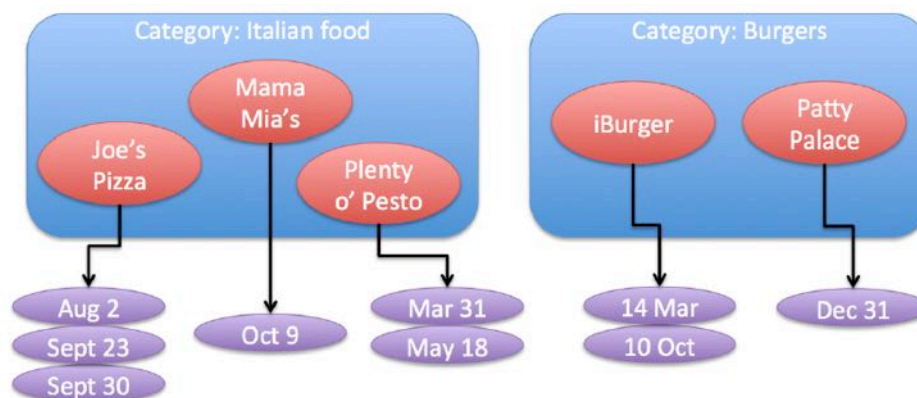 Category: Italian food
Mama
Mia's
Joe's
Pizza
Plenty
o' Pesto
Aug 2
Sept 23
Sept 30
Oct 9
Mar 31
May 18
Category: Burgers
iBurger
Patty
Palace
14 Mar
10 Oct
Dec 31